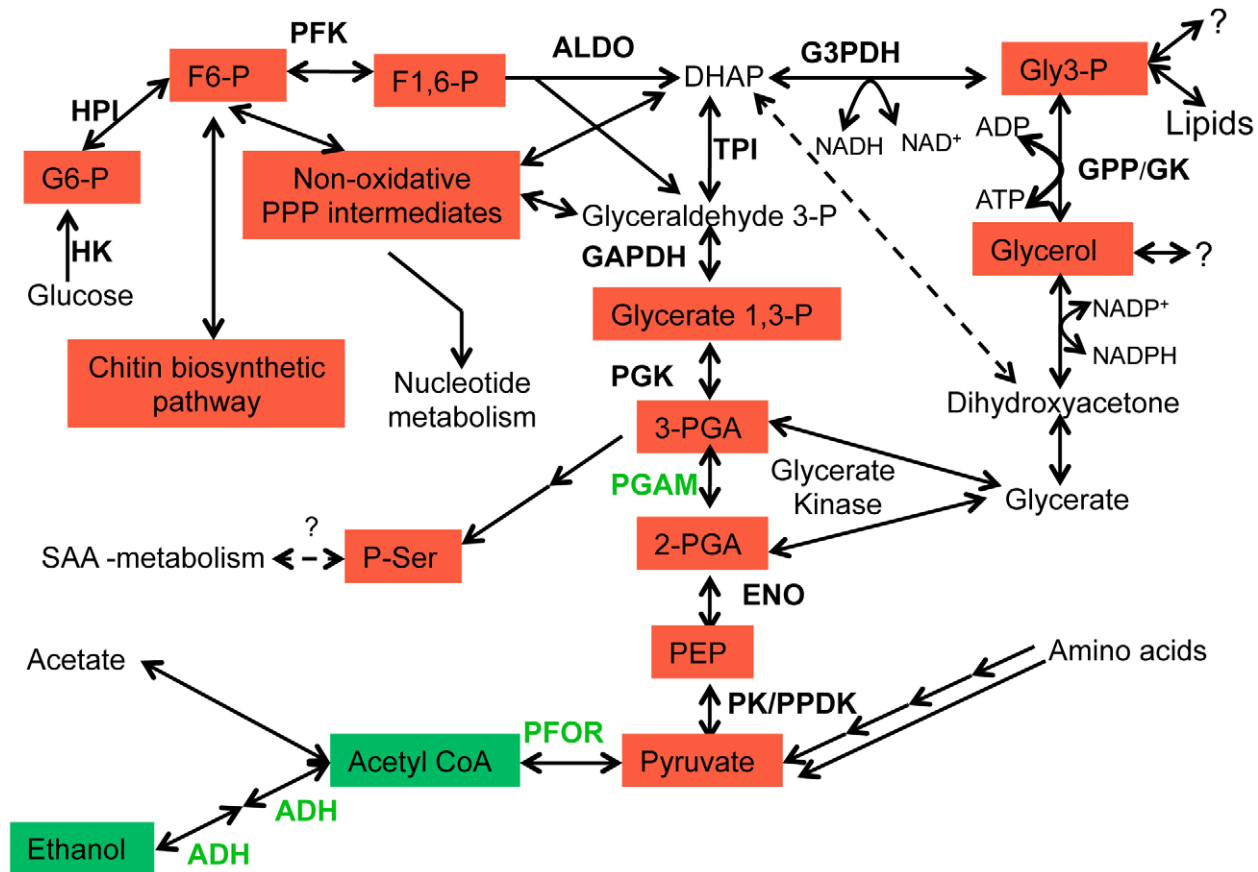 PFK
ALDO
G3PDH
?
F6-P
F1,6-P
DHAP
Gly3-P
HPI
NADH
NAD+
ADP
Lipids
TPI
G6-P
Non-oxidative
PPP intermediates
GPP/GK
ATP
Glyceraldehyde 3-P
HK
GAPDH
Glycerol
?
Glucose
Glycerate 1,3-P
NADP+
NADPH
Chitin biosynthetic
pathway
Nucleotide
metabolism
PGK
Dihydroxyacetone
3-PGA
PGAM
Glycerate
Kinase
Glycerate
?
SAA -metabolism
P-Ser
2-PGA
ENO
Acetate
PEP
Amino acids
PK/PPDK
PFOR
Acetyl CoA
Pyruvate
ADH
Ethanol
ADH